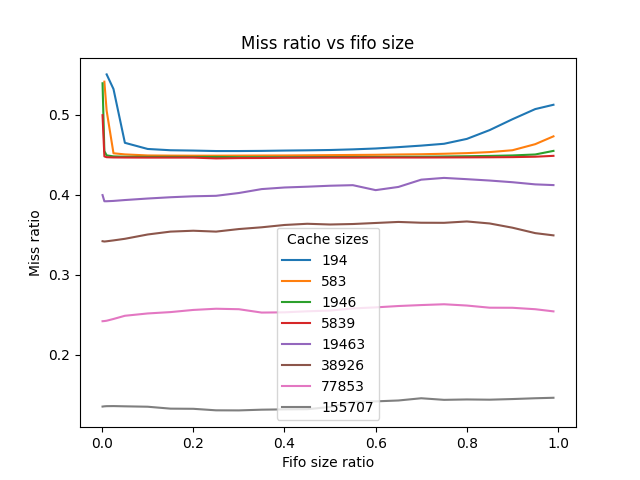 Miss ratio vs fifo size
Miss ratio
0.5
0.4
0.3
0.2
Cache sizes
194
583
1946
5839
19463
38926
77853
155707
0.0 0.2 0.4 0.6 0.8 1.0
Fifo size ratio